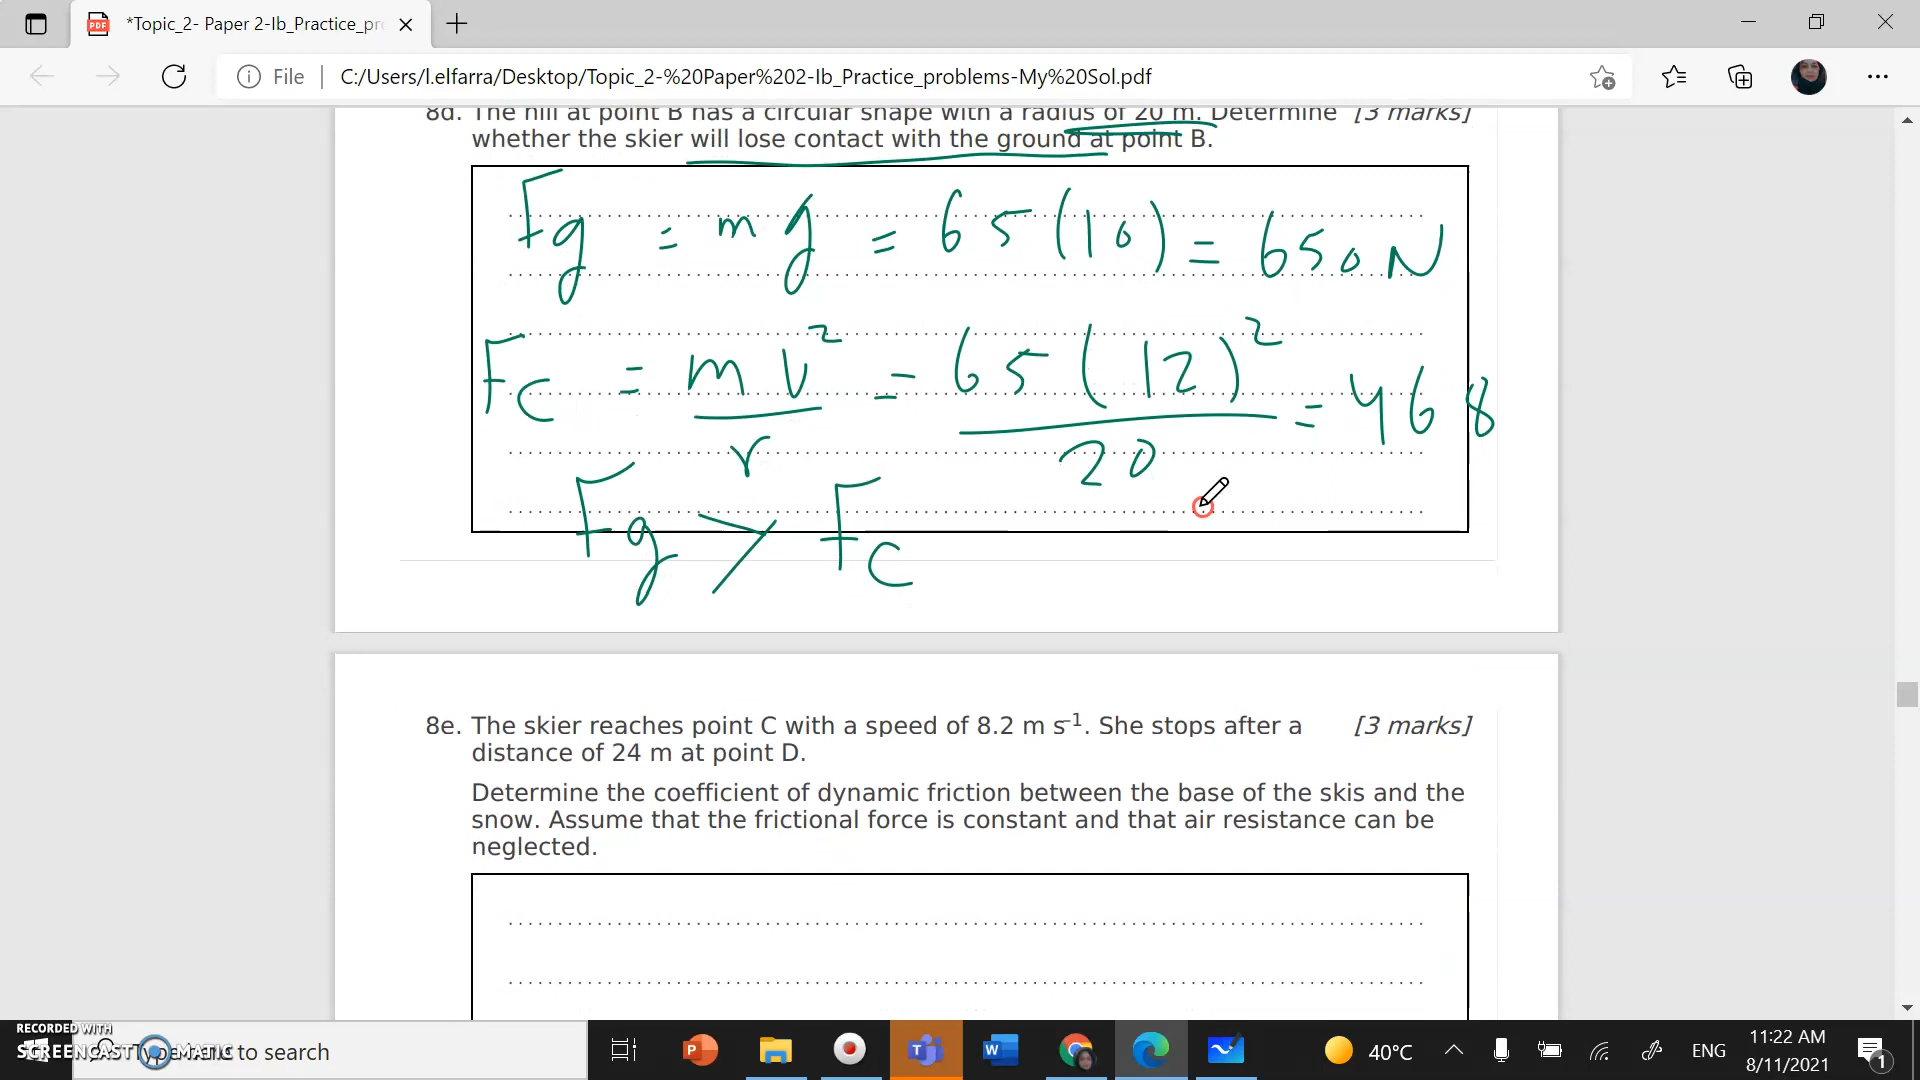 *Topic_2- Paper 2-Ib_Practice_pr
File
C:/Users/l.elfarra/Desktop/Topic_2-%20Paper%202-Ib_Practice_problems-My%20Sol.pdf
8d. The hill at point B has a circular shape with a radius of 20 m. Determine [3 marks]
whether the skier will lose contact with the ground at point B.
Fg = mg = 65(10) = 650 N
Fc = mv²/r = 65(12)²/20 = 468
Fg > Fc
8e. The skier reaches point C with a speed of 8.2 m s⁻¹. She stops after a [3 marks]
distance of 24 m at point D.
Determine the coefficient of dynamic friction between the base of the skis and the
snow. Assume that the frictional force is constant and that air resistance can be
neglected.
RECORDED WITH
SCREENCAST MATIC
Type here to search
40°C
ENG
11:22 AM
8/11/2021
1